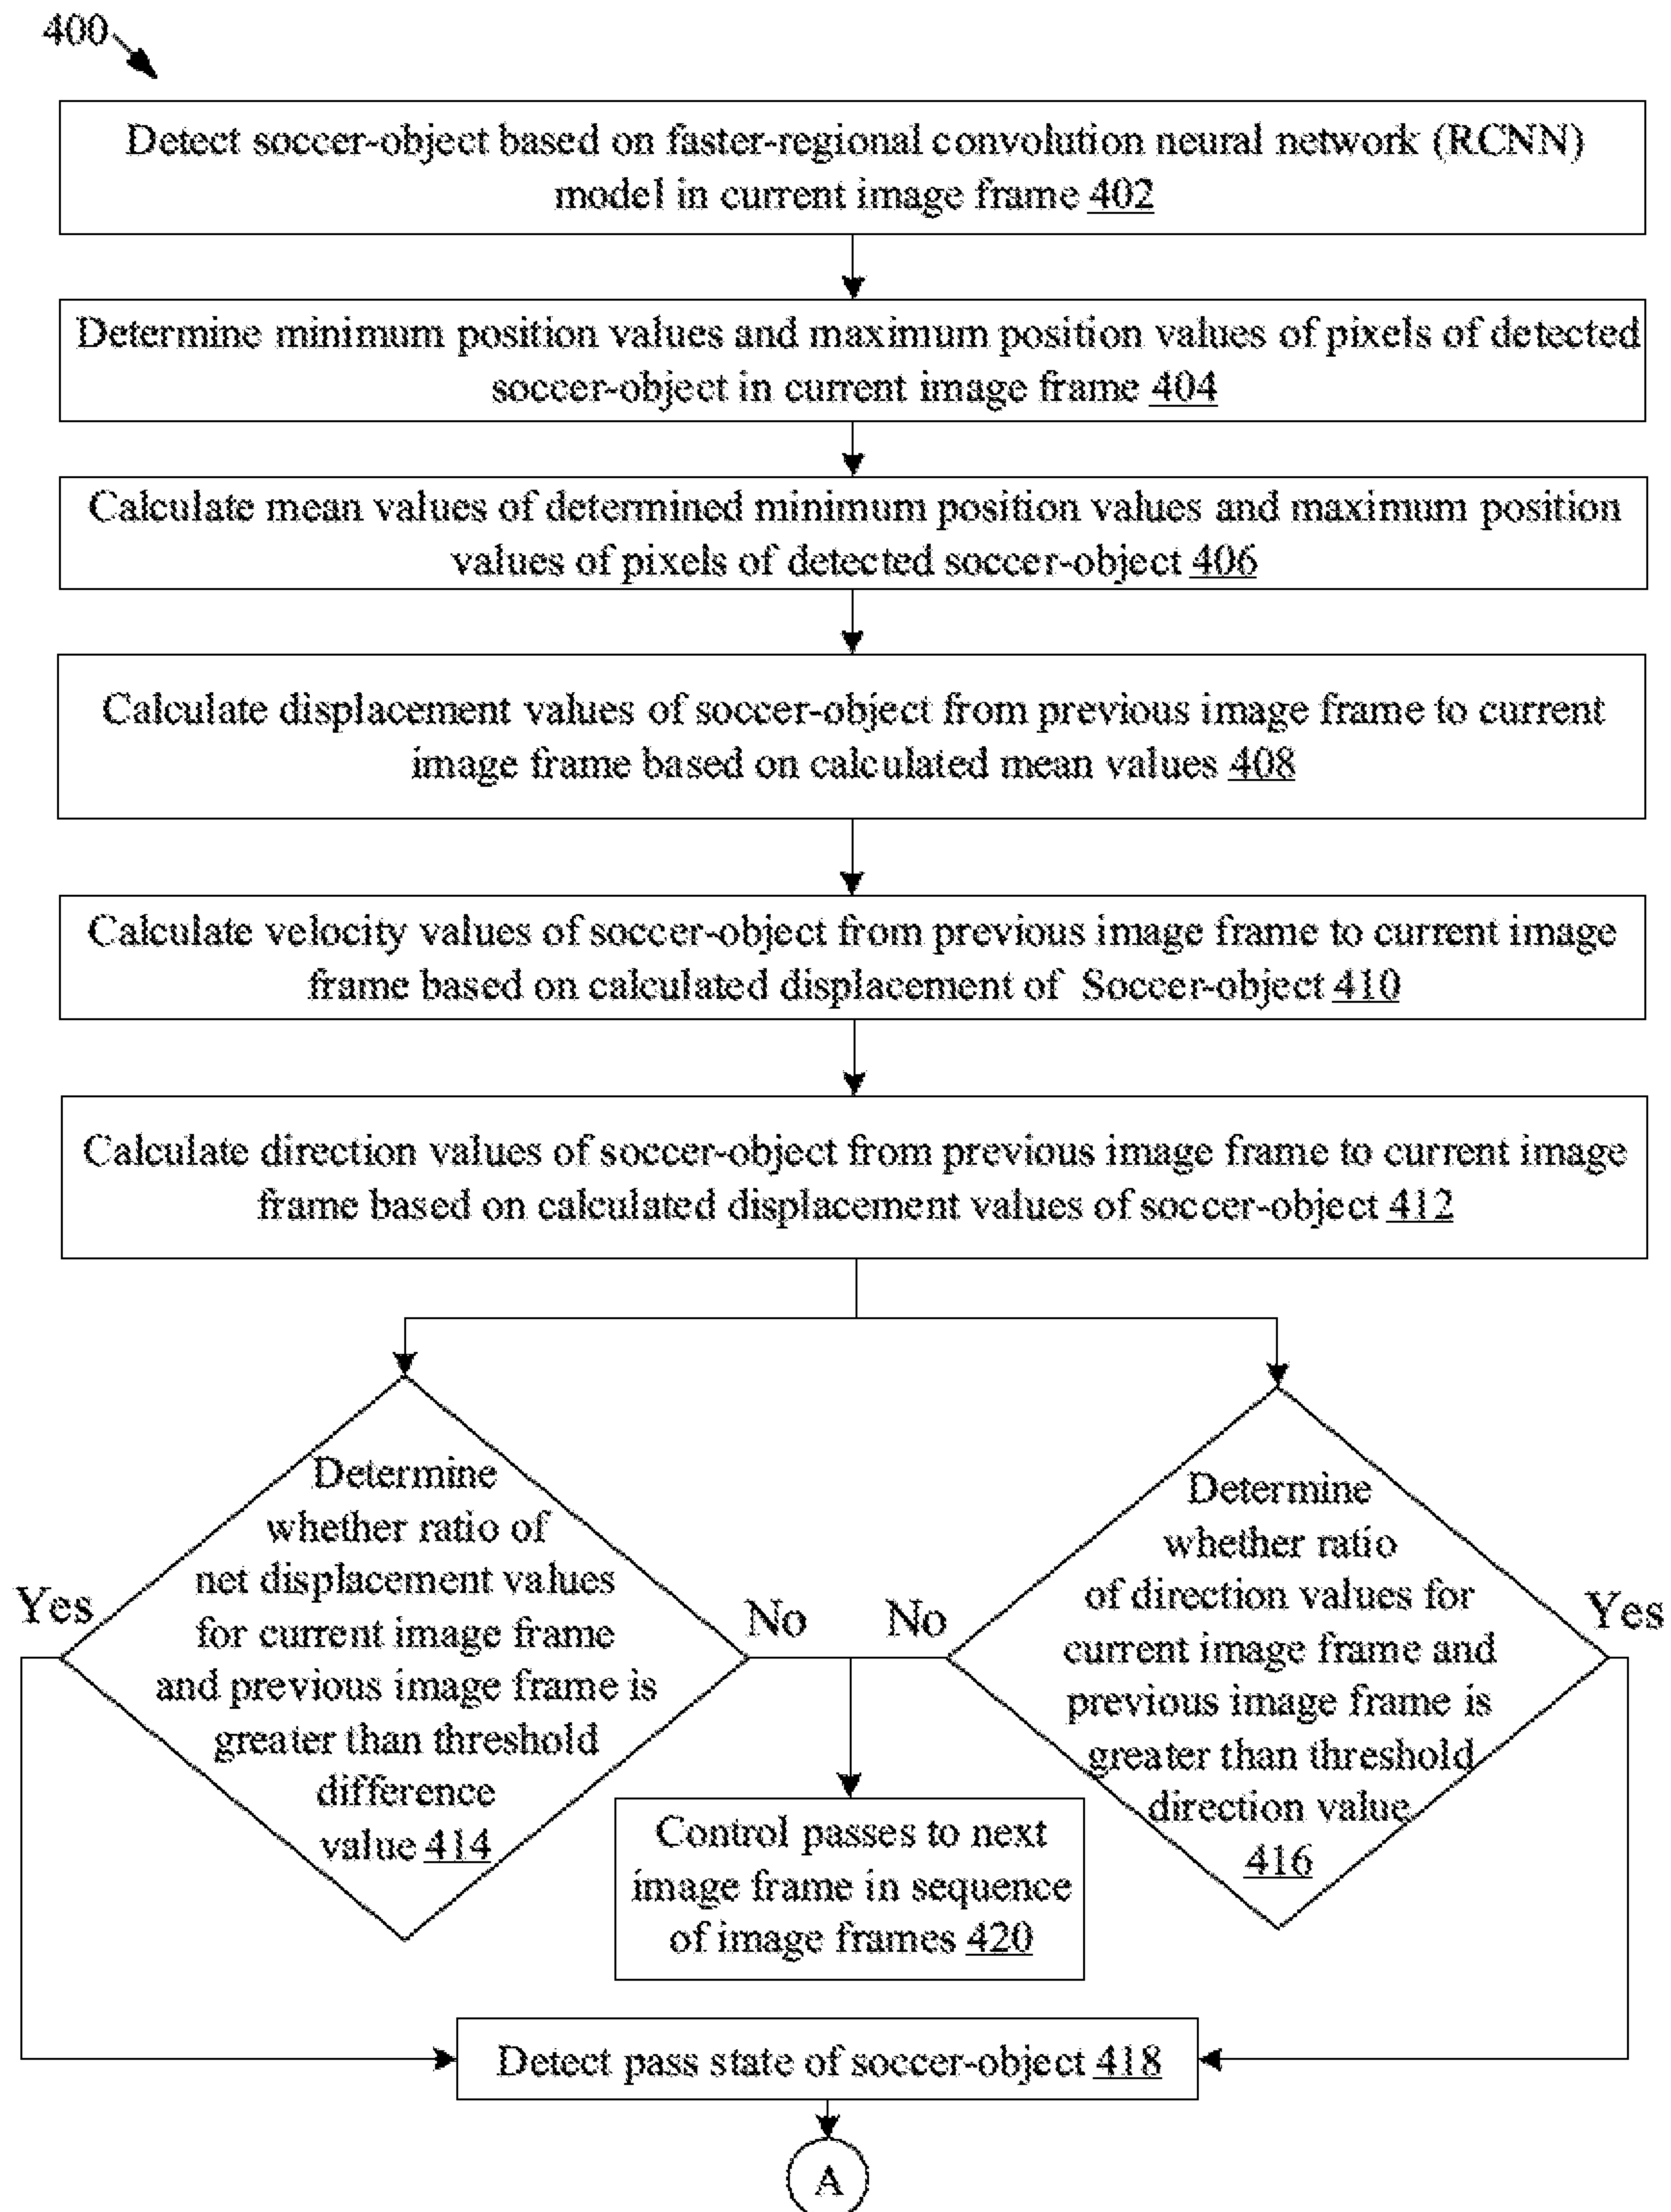 400
Detect soccer-object based on faster-regional convolution neural network (RCNN)
model in current image frame 402
Determine minimum position values and maximum position values of pixels of detected
soccer-object in current image frame 404
Calculate mean values of determined minimum position values and maximum position
values of pixels of detected soccer-object 406
Calculate displacement values of soccer-object from previous image frame to current
image frame based on calculated mean values 408
Calculate velocity values of soccer-object from previous image frame to current image
frame based on calculated displacement of Soccer-object 410
Calculate direction values of soccer-object from previous image frame to current image
frame based on calculated displacement values of soccer-object 412
Determine
whether ratio of
net displacement values
for current image frame
and previous image frame is
greater than threshold
difference
value 414
Yes
No
Determine
whether ratio
of direction values for
current image frame and
previous image frame is
greater than threshold
direction value
416
No
Yes
Control passes to next
image frame in sequence
of image frames 420
Detect pass state of soccer-object 418
A